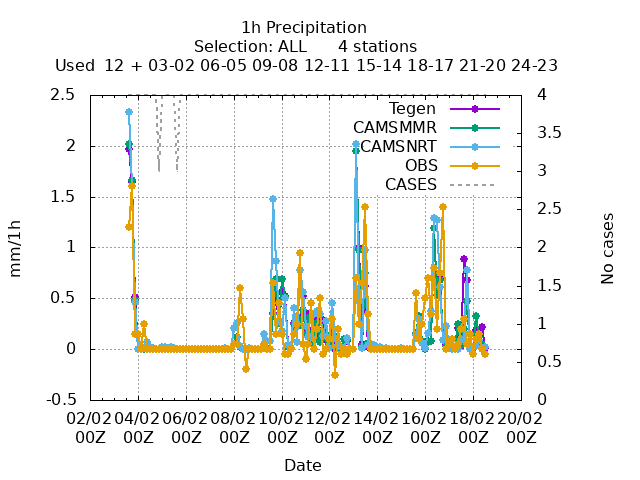 1h Precipitation
Selection: ALL 4 stations
Used 12 + 03-02 06-05 09-08 12-11 15-14 18-17 21-20 24-23
2.5
2
1.5
1
0.5
0
-0.5
mm/1h
4
3.5
3
2.5
2
1.5
1
0.5
0
No cases
Tegen
CAMSMMR
CAMSNRT
OBS
CASES
02/02 04/02 06/02 08/02 10/02 12/02 14/02 16/02 18/02 20/02
00Z 00Z 00Z 00Z 00Z 00Z 00Z 00Z 00Z 00Z
Date